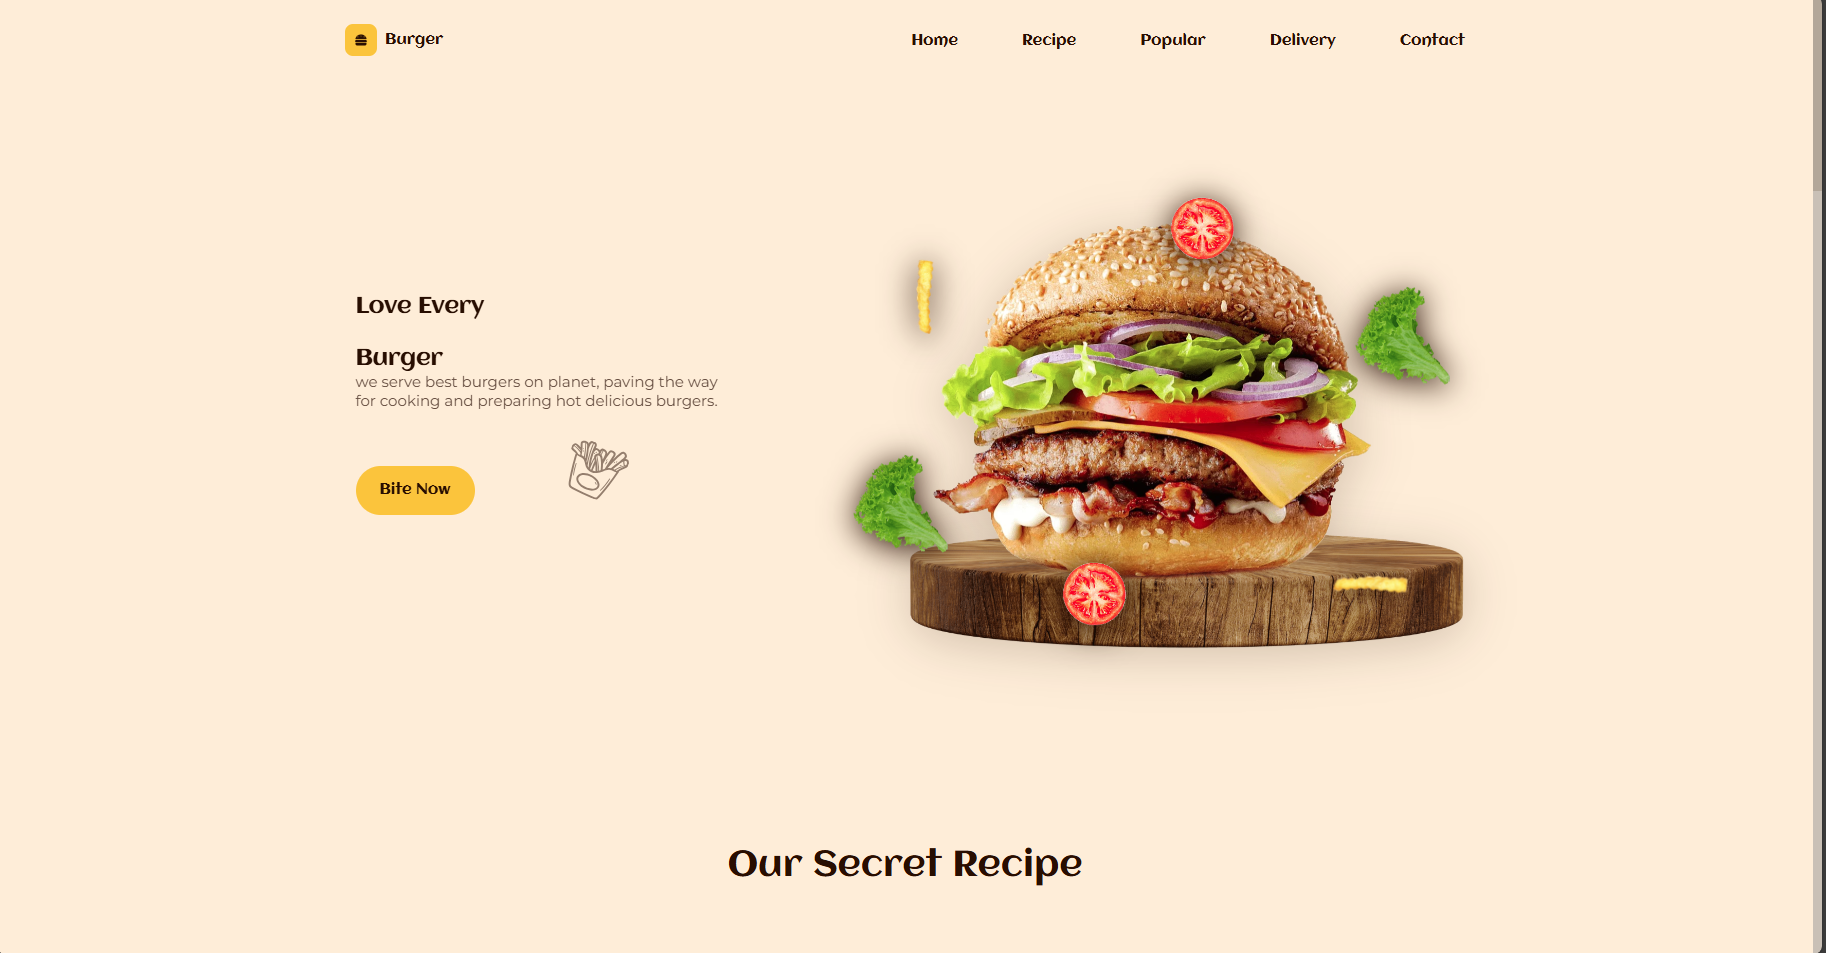 Burger
Home Recipe Popular Delivery Contact
Love Every
Burger
we serve best burgers on planet, paving the way
for cooking and preparing hot delicious burgers.
Bite Now
Our Secret Recipe